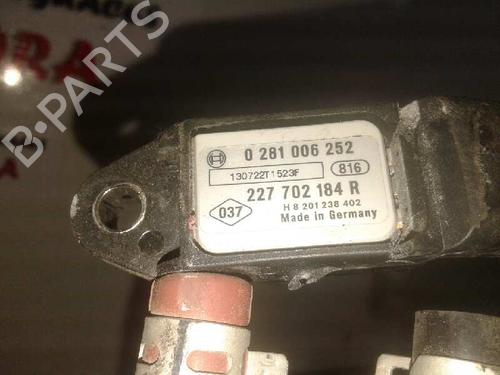 B-PARTS
0 281 006 252
130722T1523F 816
227 702 184 R
037
H 8 201 238 402
Made in Germany